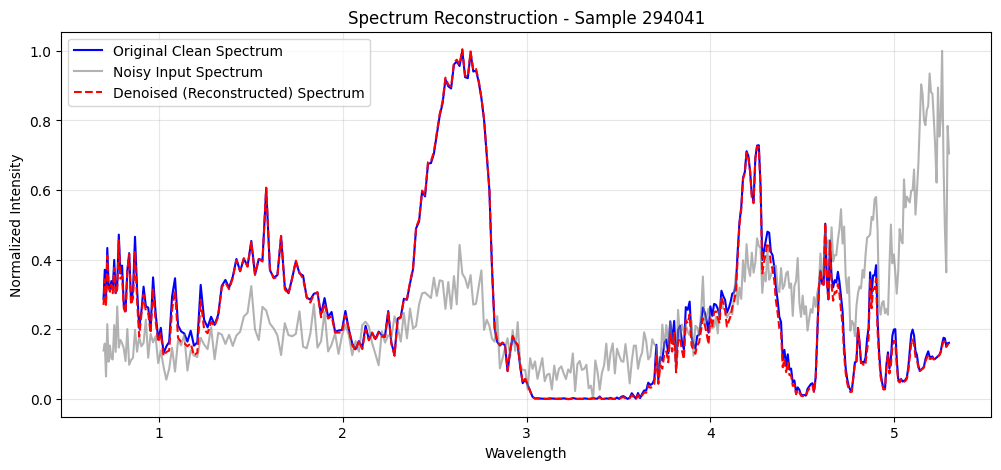 Spectrum Reconstruction - Sample 294041
Original Clean Spectrum
Noisy Input Spectrum
Denoised (Reconstructed) Spectrum
Normalized Intensity
1.0
0.8
0.6
0.4
0.2
0.0
1 2 3 4 5
Wavelength